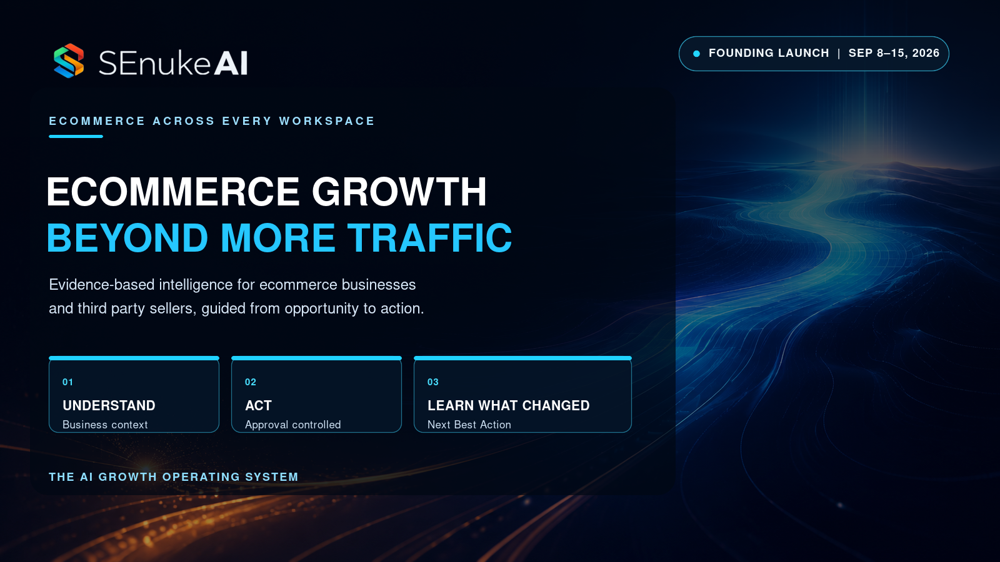 SEnukeAI
FOUNDING LAUNCH | SEP 8–15, 2026
ECOMMERCE ACROSS EVERY WORKSPACE
ECOMMERCE GROWTH
BEYOND MORE TRAFFIC
Evidence-based intelligence for ecommerce businesses
and third party sellers, guided from opportunity to action.
01
UNDERSTAND
Business context
02
ACT
Approval controlled
03
LEARN WHAT CHANGED
Next Best Action
THE AI GROWTH OPERATING SYSTEM